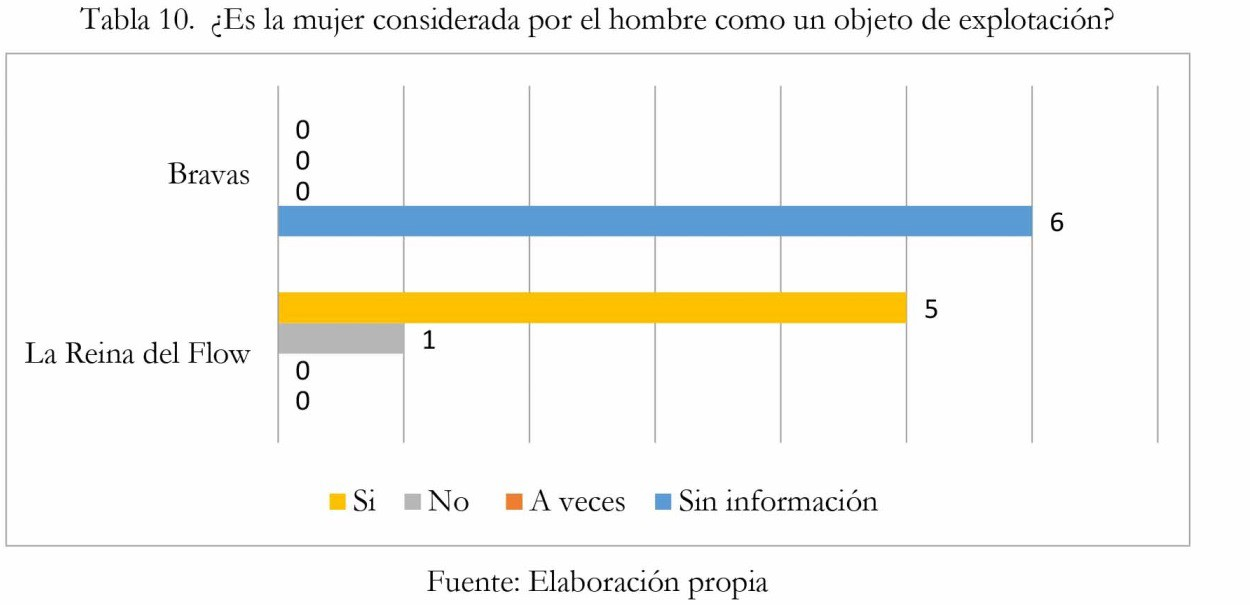 Tabla 10. ¿Es la mujer considerada por el hombre como un objeto de explotación?
0
0
Bravas
0
6
5
1
La Reina del Flow
0
0
Si No A veces Sin información
Fuente: Elaboración propia